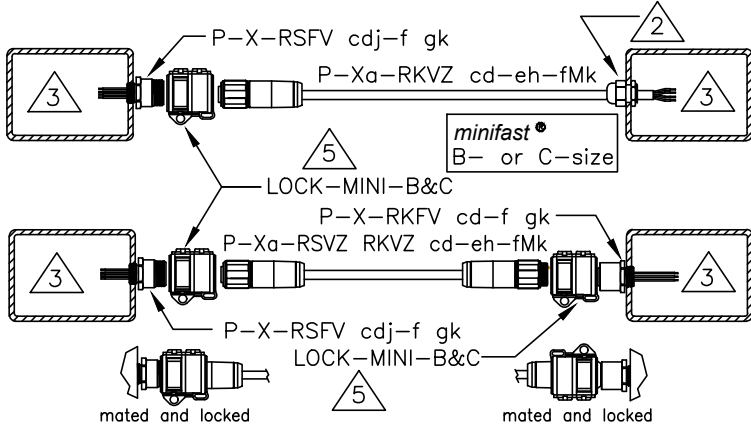 P-X-RSFV cdj-f gk
2
P-Xa-RKVZ cd-eh-fMk
3
3
minifast ®
B- or C-size
5
LOCK-MINI-B&C
P-X-RKFV cd-f gk
P-Xa-RSVZ RKVZ cd-eh-fMk
3
3
P-X-RSFV cdj-f gk
LOCK-MINI-B&C
5
mated and locked
mated and locked